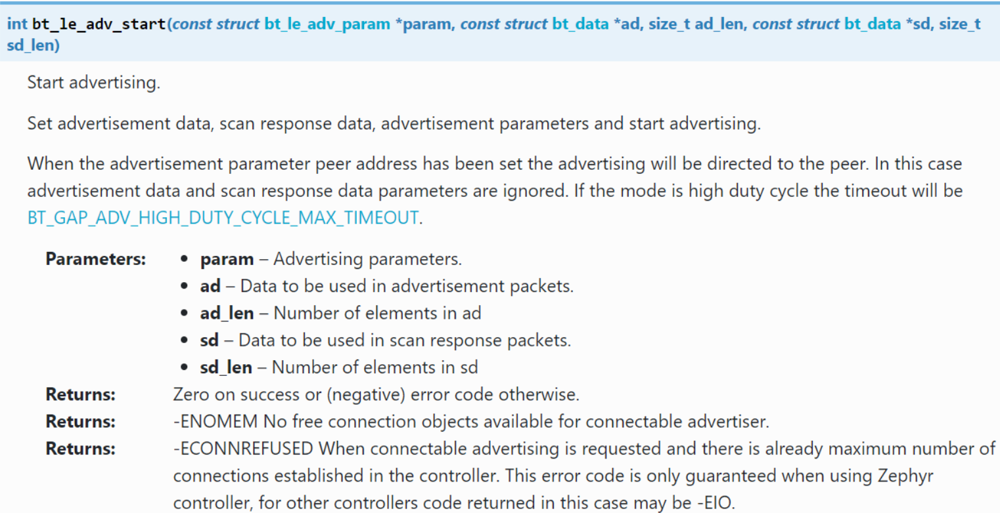 int bt_le_adv_start(const struct bt_le_adv_param *param, const struct bt_data *ad, size_t ad_len, const struct bt_data *sd, size_t
sd_len)
Start advertising.
Set advertisement data, scan response data, advertisement parameters and start advertising.
When the advertisement parameter peer address has been set the advertising will be directed to the peer. In this case
advertisement data and scan response data parameters are ignored. If the mode is high duty cycle the timeout will be
BT_GAP_ADV_HIGH_DUTY_CYCLE_MAX_TIMEOUT.
Parameters: • param – Advertising parameters.
• ad – Data to be used in advertisement packets.
• ad_len – Number of elements in ad
• sd – Data to be used in scan response packets.
• sd_len – Number of elements in sd
Returns: Zero on success or (negative) error code otherwise.
Returns: -ENOMEM No free connection objects available for connectable advertiser.
Returns: -ECONNREFUSED When connectable advertising is requested and there is already maximum number of
connections established in the controller. This error code is only guaranteed when using Zephyr
controller, for other controllers code returned in this case may be -EIO.